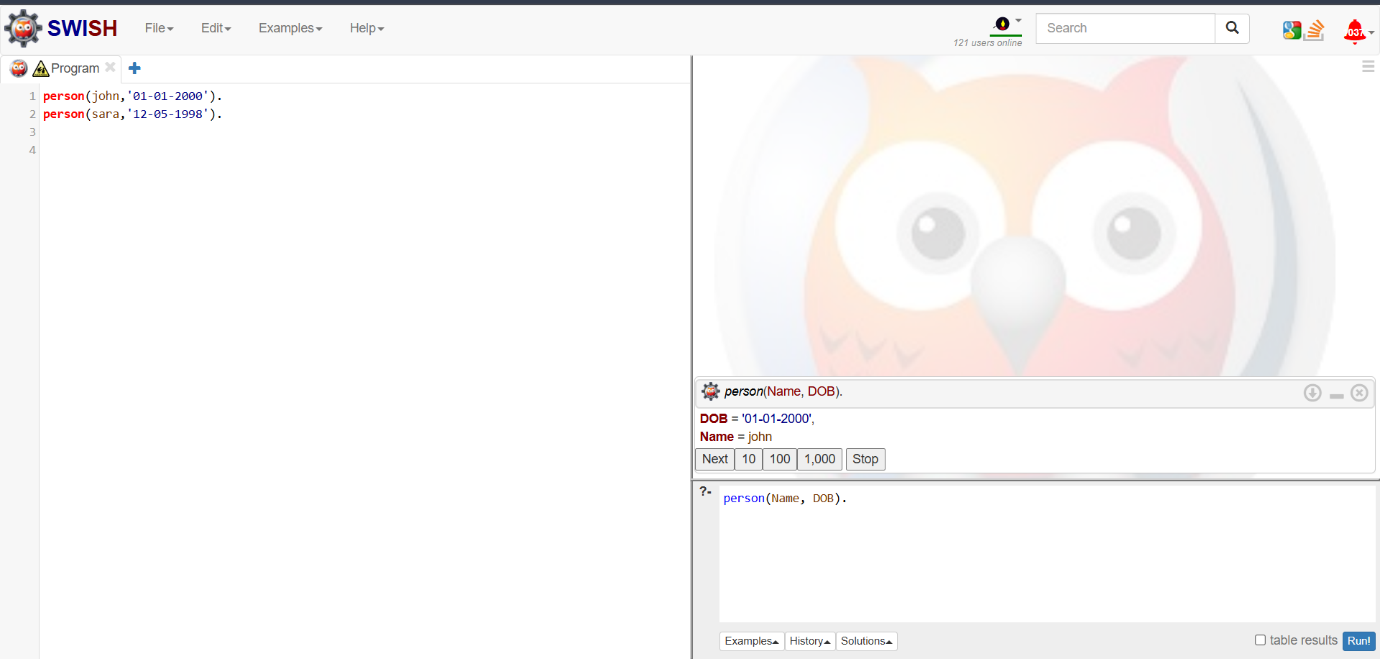 SWISH File Edit Examples Help 121 users online Search
Program
1 person(john,'01-01-2000').
2 person(sara,'12-05-1998').
3
4
person(Name, DOB).
DOB = '01-01-2000',
Name = john
Next 10 100 1,000 Stop
?- person(Name, DOB).
Examples History Solutions table results Run!